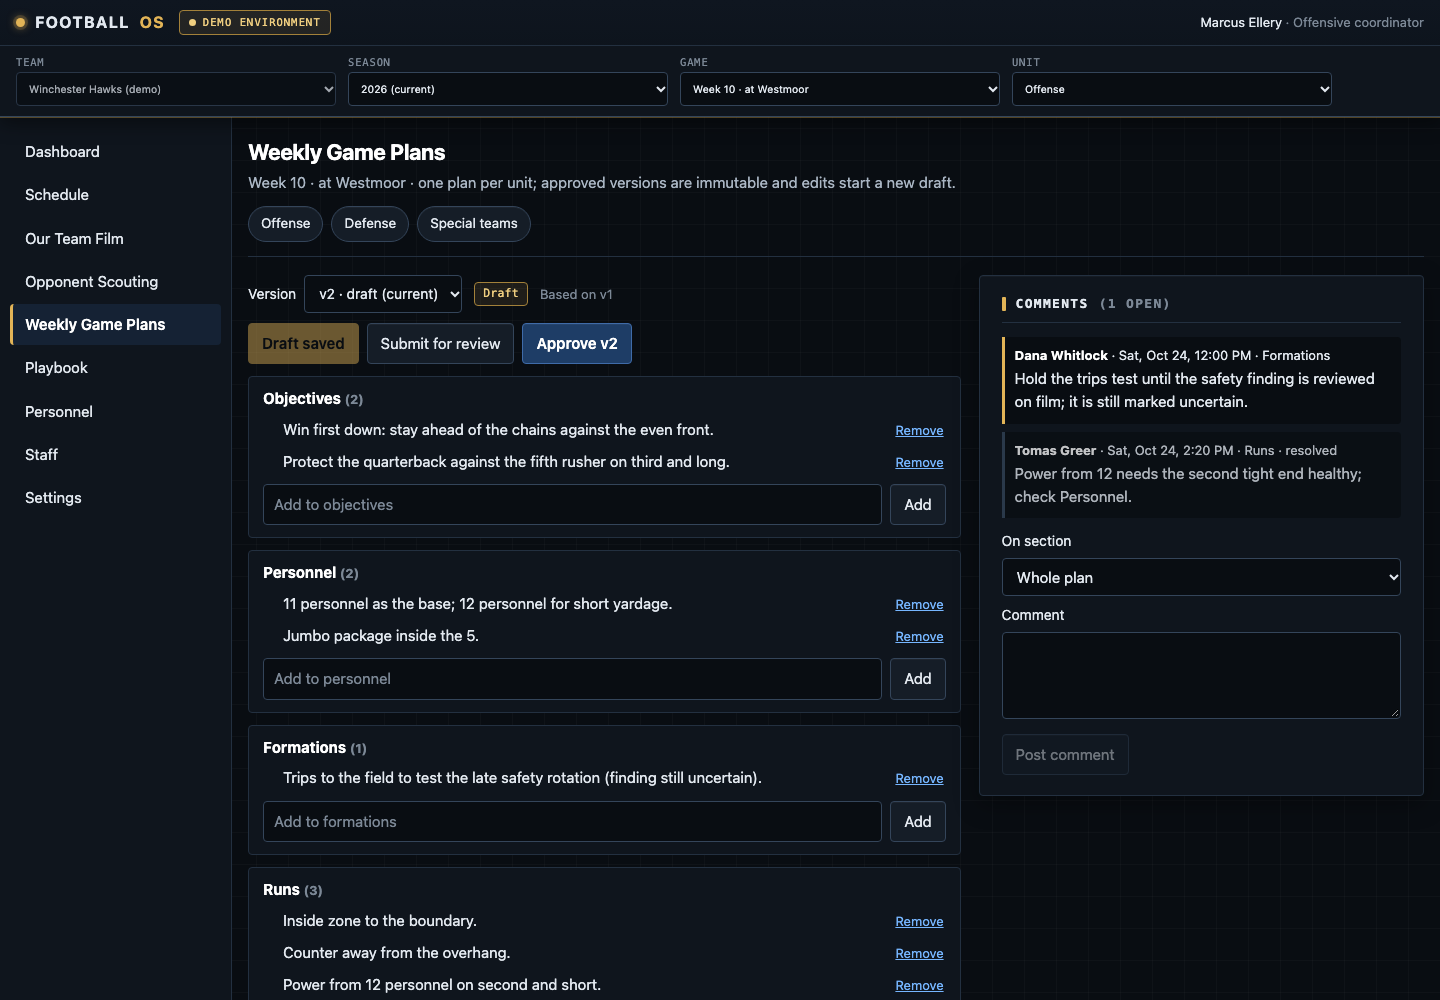 FOOTBALL OS
DEMO ENVIRONMENT
Marcus Ellery · Offensive coordinator
TEAM
Winchester Hawks (demo)
SEASON
2026 (current)
GAME
Week 10 · at Westmoor
UNIT
Offense
Dashboard
Schedule
Our Team Film
Opponent Scouting
Weekly Game Plans
Playbook
Personnel
Staff
Settings
Weekly Game Plans
Week 10 · at Westmoor · one plan per unit; approved versions are immutable and edits start a new draft.
Offense
Defense
Special teams
Version
v2 · draft (current)
Draft
Based on v1
Draft saved
Submit for review
Approve v2
Objectives (2)
Win first down: stay ahead of the chains against the even front.
Remove
Protect the quarterback against the fifth rusher on third and long.
Remove
Add to objectives
Add
Personnel (2)
11 personnel as the base; 12 personnel for short yardage.
Remove
Jumbo package inside the 5.
Remove
Add to personnel
Add
Formations (1)
Trips to the field to test the late safety rotation (finding still uncertain).
Remove
Add to formations
Add
Runs (3)
Inside zone to the boundary.
Remove
Counter away from the overhang.
Remove
Power from 12 personnel on second and short.
Remove
COMMENTS (1 OPEN)
Dana Whitlock · Sat, Oct 24, 12:00 PM · Formations
Hold the trips test until the safety finding is reviewed
on film; it is still marked uncertain.
Tomas Greer · Sat, Oct 24, 2:20 PM · Runs · resolved
Power from 12 needs the second tight end healthy;
check Personnel.
On section
Whole plan
Comment
Post comment